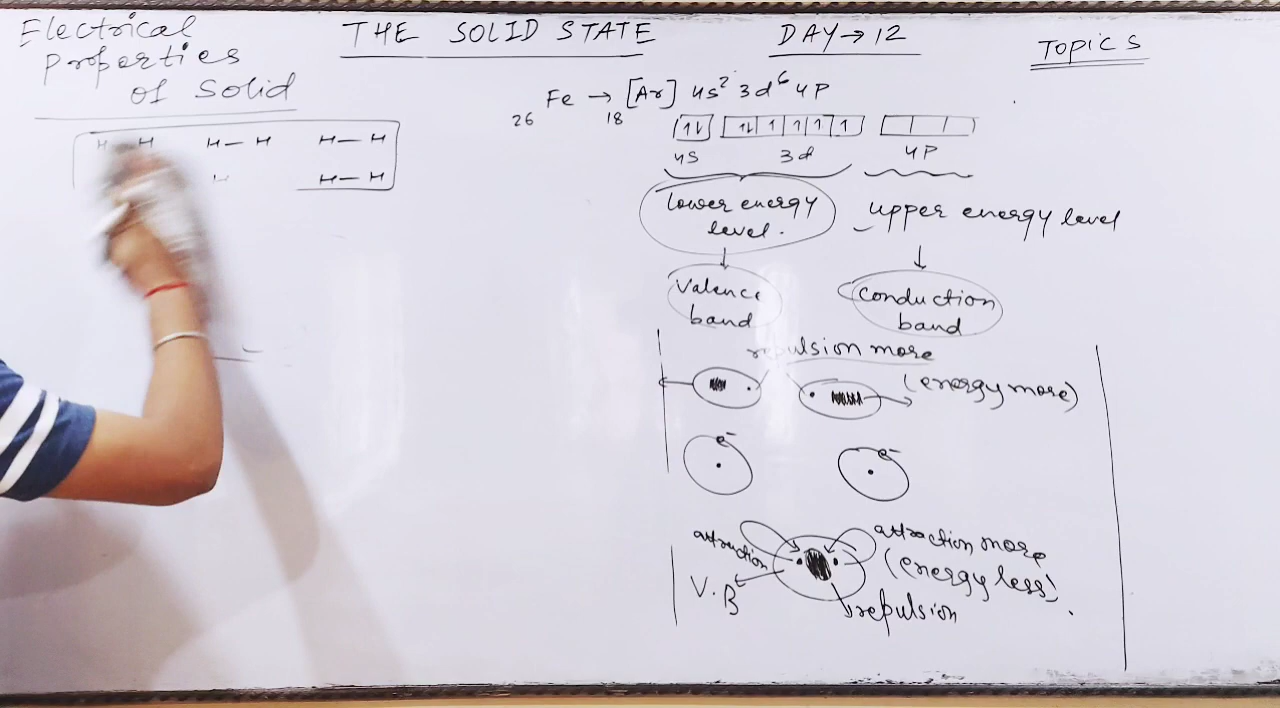 Electrical
Properties
of Solid
THE SOLID STATE
DAY→12
TOPICS
H H H—H H—H
H H—H
26 Fe → 18 [Ar] 4s² 3d⁶ 4P
↑↓ ↑↓ ↑ ↑ ↑ ↑
4S 3d 4P
lower energy
level.
upper energy level
↓ ↓
Valence
band
Conduction
band
repulsion more
(energy more)
e⁻ e⁻
attraction
attraction more
(energy less).
V.B
repulsion